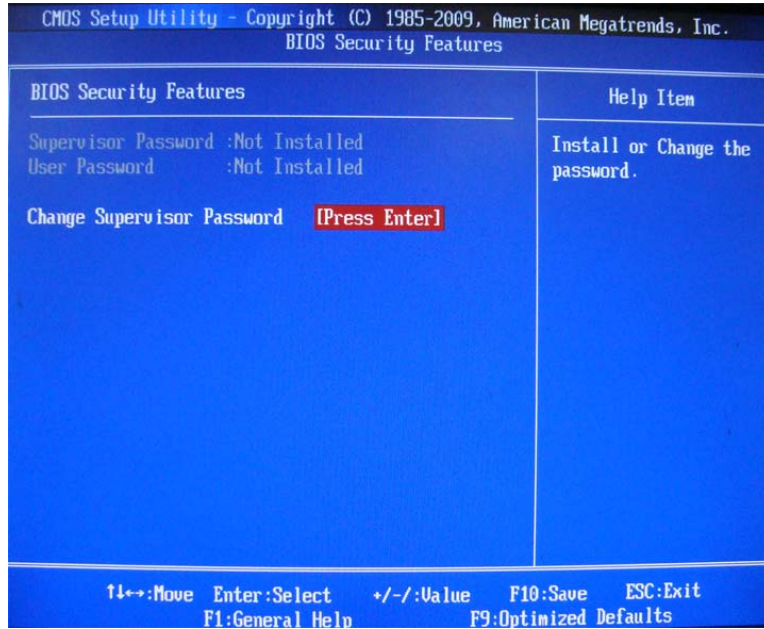 CMOS Setup Utility - Copyright (C) 1985-2009, American Megatrends, Inc.
BIOS Security Features
BIOS Security Features
Supervisor Password :Not Installed
User Password :Not Installed
Change Supervisor Password [Press Enter]
Help Item
Install or Change the
password.
↑↓↔:Move Enter:Select +/-/:Value F10:Save ESC:Exit
F1:General Help F9:Optimized Defaults